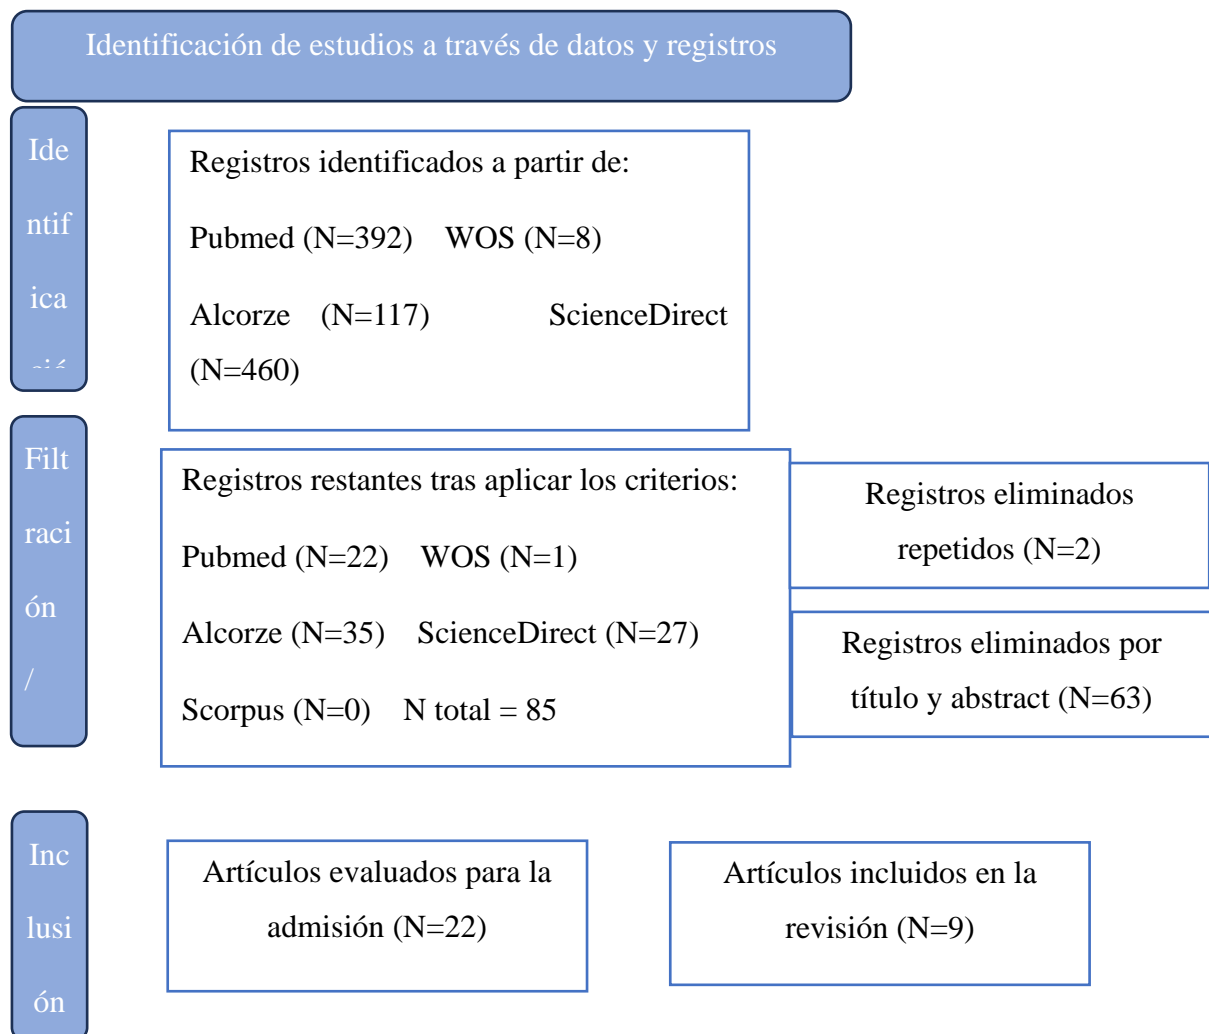 Identificación de estudios a través de datos y registros
Ide
ntif
ica
Registros identificados a partir de:
Pubmed (N=392) WOS (N=8)
Alcorze (N=117) ScienceDirect
(N=460)
Filt
raci
ón
/
Registros restantes tras aplicar los criterios:
Pubmed (N=22) WOS (N=1)
Alcorze (N=35) ScienceDirect (N=27)
Scorpus (N=0) N total = 85
Registros eliminados
repetidos (N=2)
Registros eliminados por
título y abstract (N=63)
Inc
lusi
ón
Artículos evaluados para la
admisión (N=22)
Artículos incluidos en la
revisión (N=9)